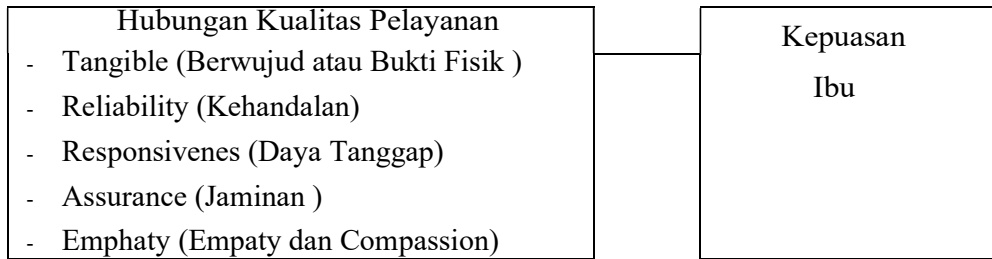 Hubungan Kualitas Pelayanan
- Tangible (Berwujud atau Bukti Fisik )
- Reliability (Kehandalan)
- Responsivenes (Daya Tanggap)
- Assurance (Jaminan )
- Emphaty (Empaty dan Compassion)
Kepuasan
Ibu